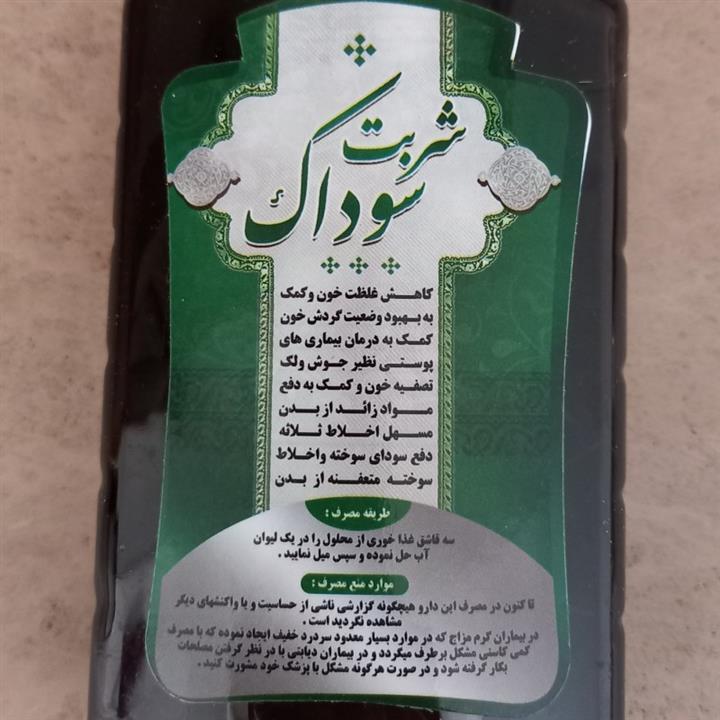 شربت
سوداک
کاهش غلظت خون و کمک
به بهبود وضعیت گردش خون
کمک به درمان بیماری های
پوستی نظیر جوش ولک
تصفیه خون و کمک به دفع
مواد زائد از بدن
مسهل اخلاط ثلاثه
دفع سودای سوخته واخلاط
سوخته متعفنه از بدن
طریقه مصرف :
سه قاشق غذا خوری از محلول را در یک لیوان
آب حل نموده و سپس میل نمایید .
موارد منع مصرف :
تا کنون در مصرف این دارو هیچگونه گزارشی ناشی از حساسیت و یا واکنشهای دیگر
مشاهده نگردید است .
در بیماران گرم مزاج که در موارد بسیار معدود سردرد خفیف ایجاد نموده که با مصرف
کمی کاسنی مشکل برطرف میگردد و در بیماران دیابتی با در نظر گرفتن مصلحات
بکار گرفته شود و در صورت هرگونه مشکل با پزشک خود مشورت کنید .